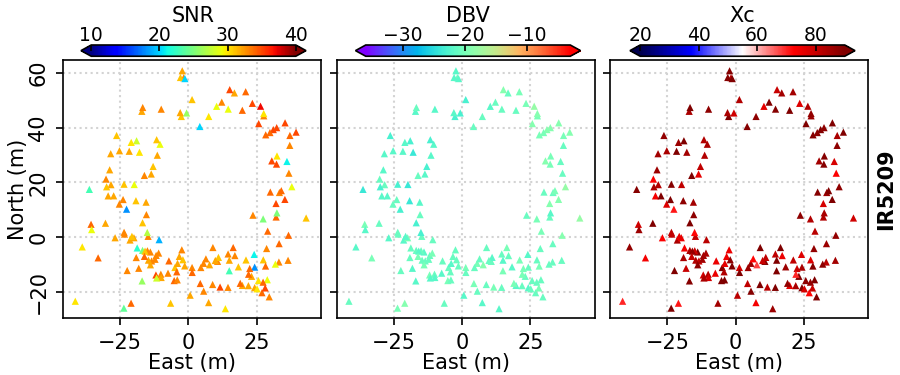 SNR DBV Xc
10 20 30 40 −30 −20 −10 20 40 60 80
60
40
20
0
−20
North (m)
IR5209
−25 0 25 −25 0 25 −25 0 25
East (m) East (m) East (m)